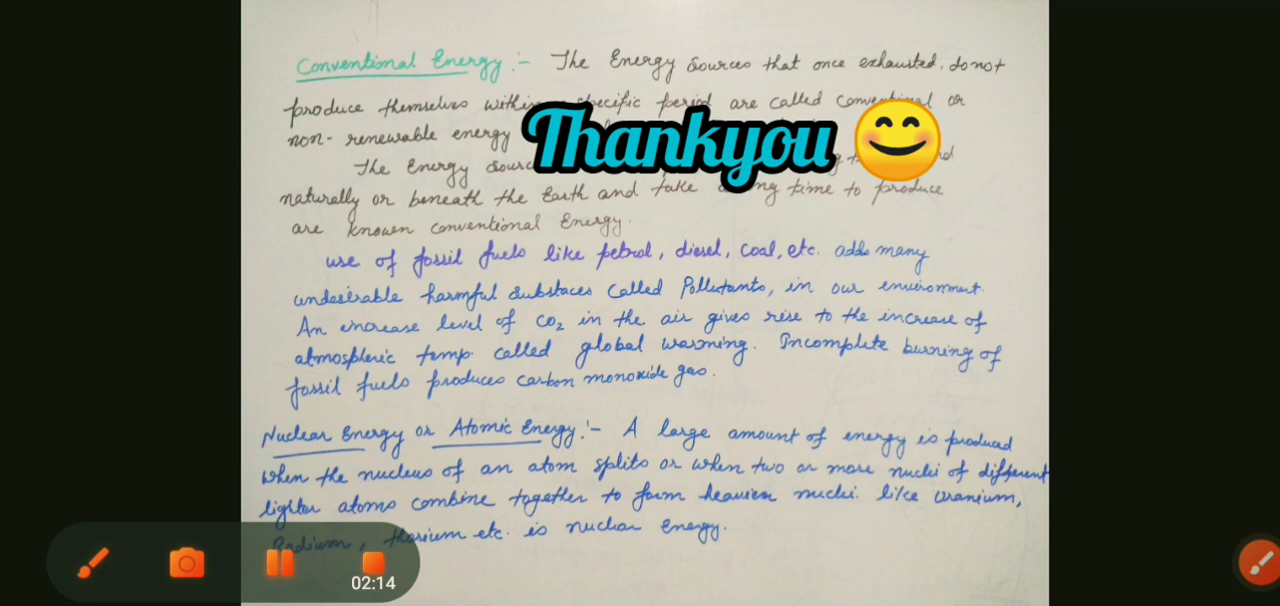 Conventional Energy :- The Energy sources that once exhausted, do not
produce themselves within specific period are called conventional or
non-renewable energy
Thankyou
The Energy
naturally or beneath the Earth and take a long time to produce
are known conventional Energy.
use of fossil fuels like petrol, diesel, coal, etc. adds many
undesirable harmful substaces called Pollutants, in our environment.
An encrease level of CO2 in the air gives rise to the increase of
atmospheric temp. called global warming. Incomplete burning of
fossil fuels produces carbon monoxide gas.
Nuclear Energy or Atomic Energy :- A large amount of energy is produced
when the nucleus of an atom splits or when two or more nuclei of different
lighter atoms combine together to form heavier nuclei. like Uranium,
Radium, thorium etc. is nuclear Energy.
02:14